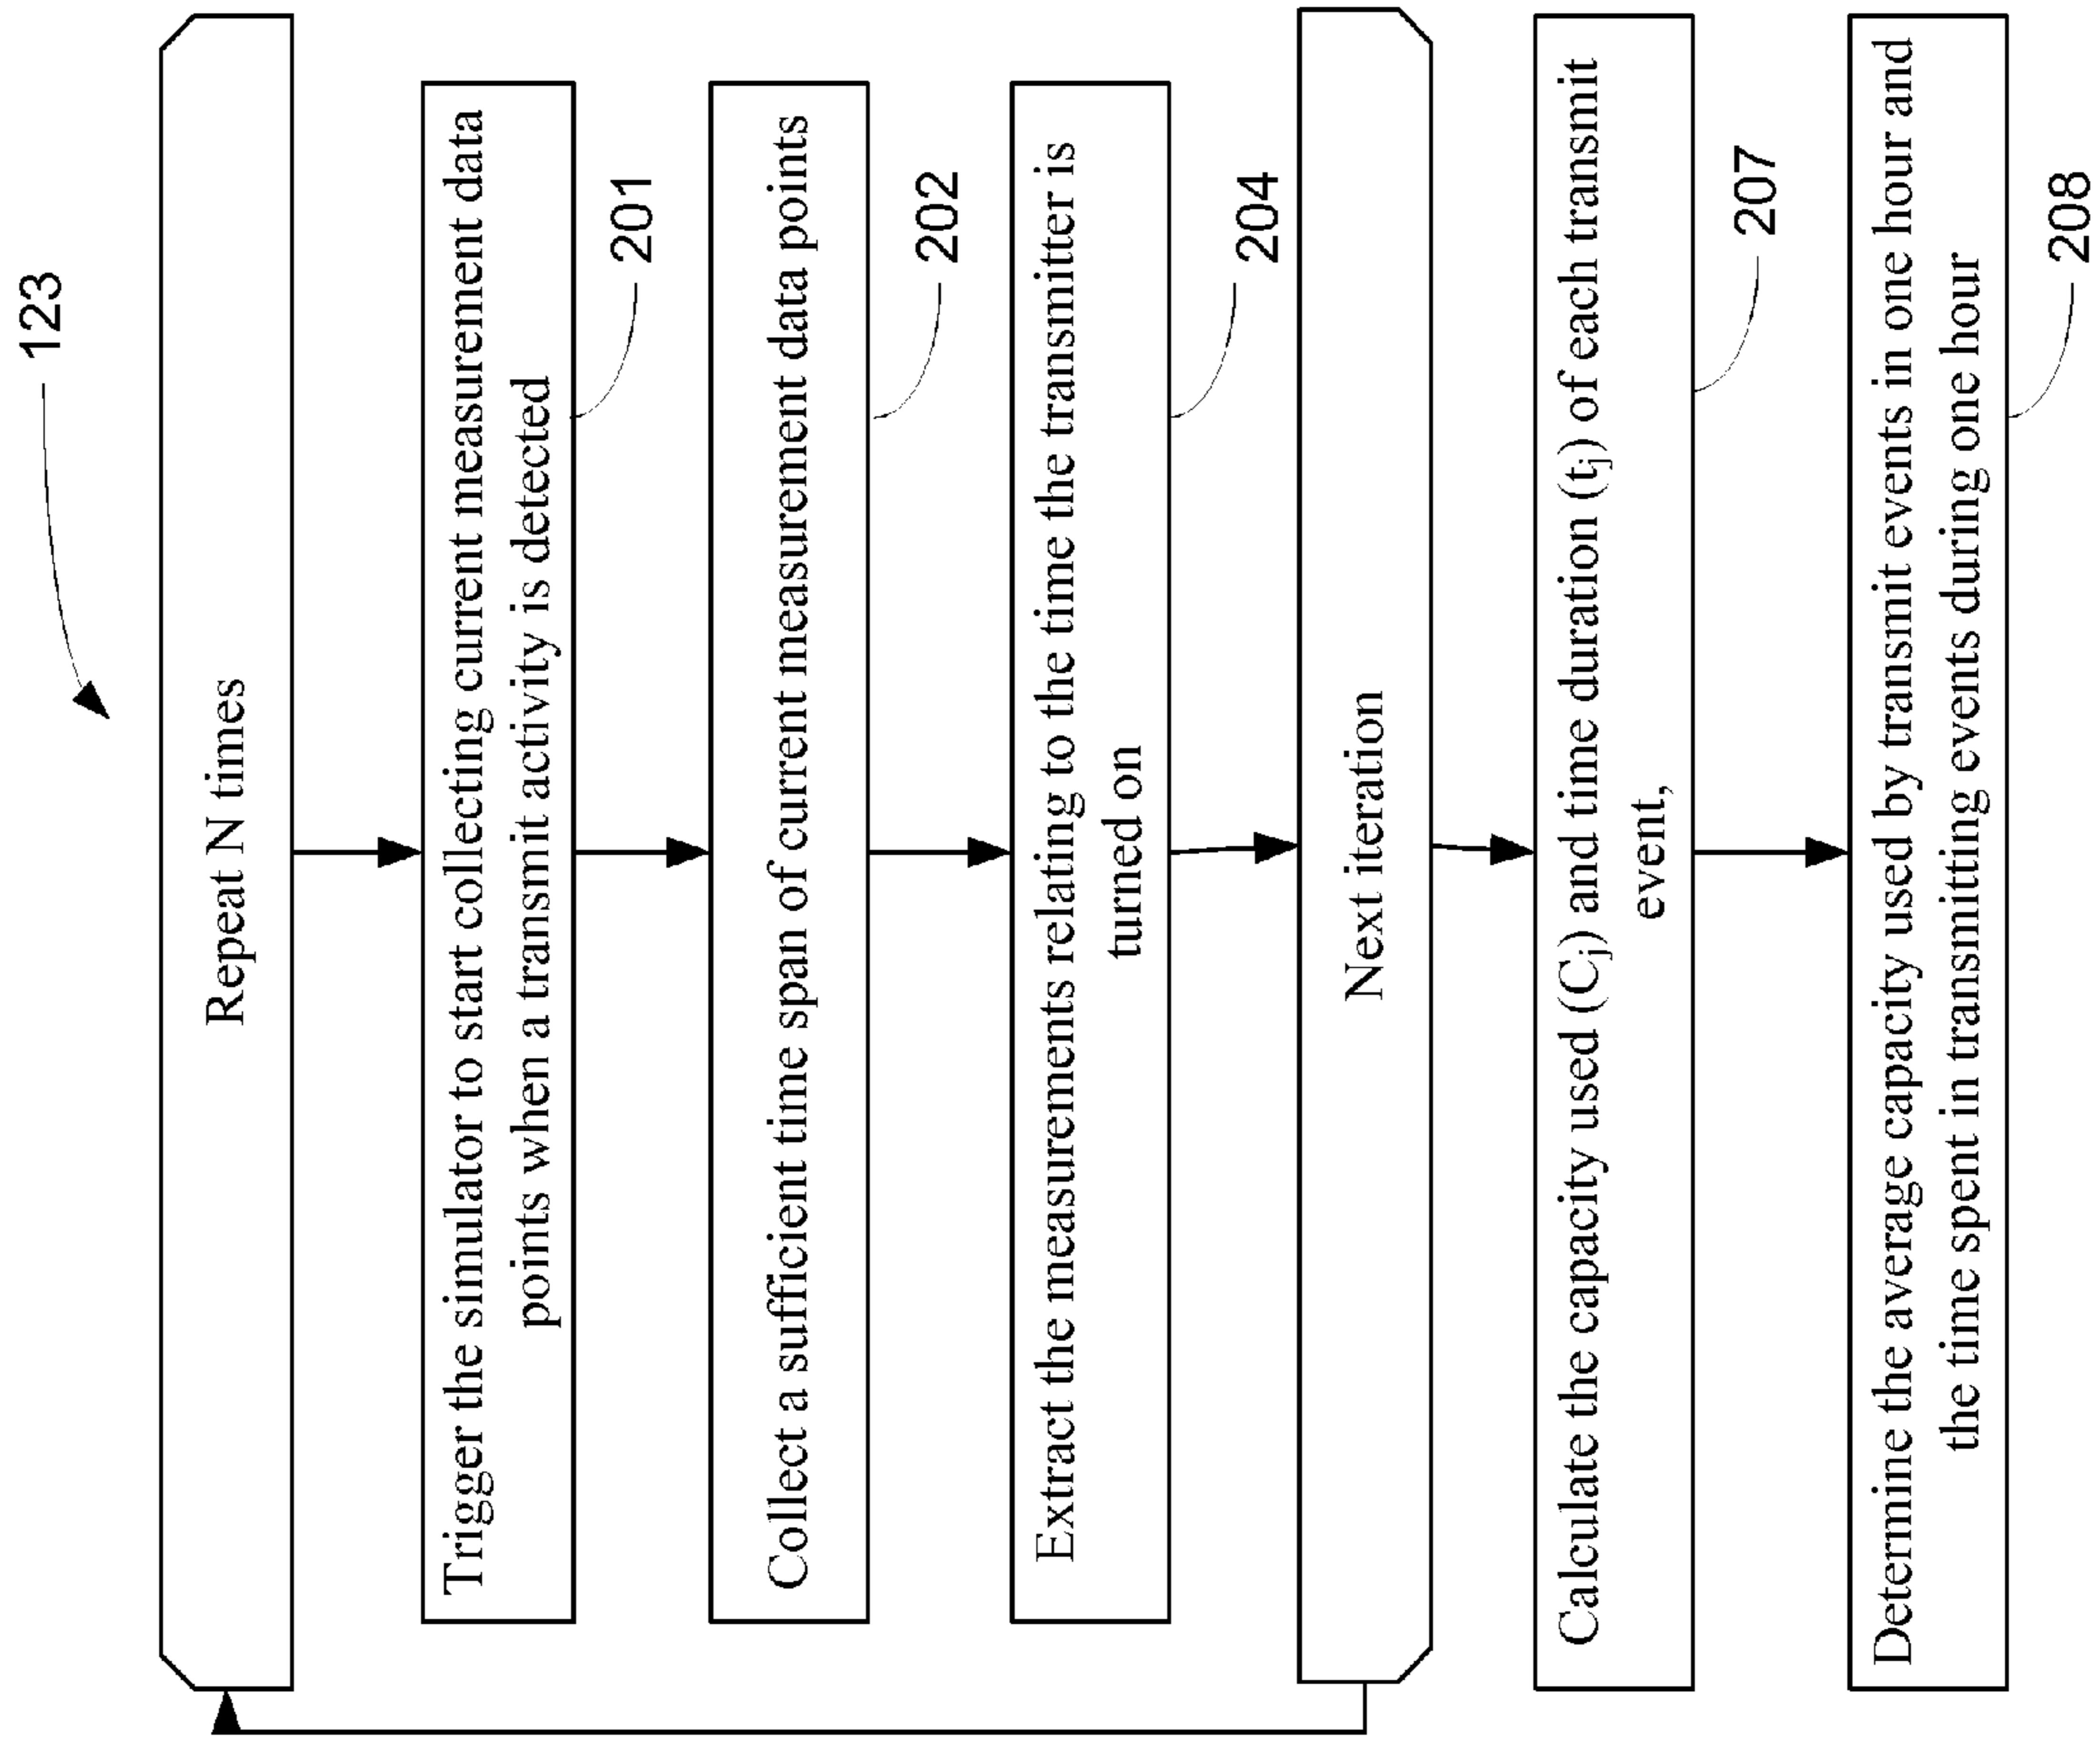 123
Repeat N times
Trigger the simulator to start collecting current measurement data
points when a transmit activity is detected
201
Collect a sufficient time span of current measurement data points
202
Extract the measurements relating to the time the transmitter is
turned on
204
Next iteration
Calculate the capacity used (Cj) and time duration (tj) of each transmit
event,
207
Determine the average capacity used by transmit events in one hour and
the time spent in transmitting events during one hour
208